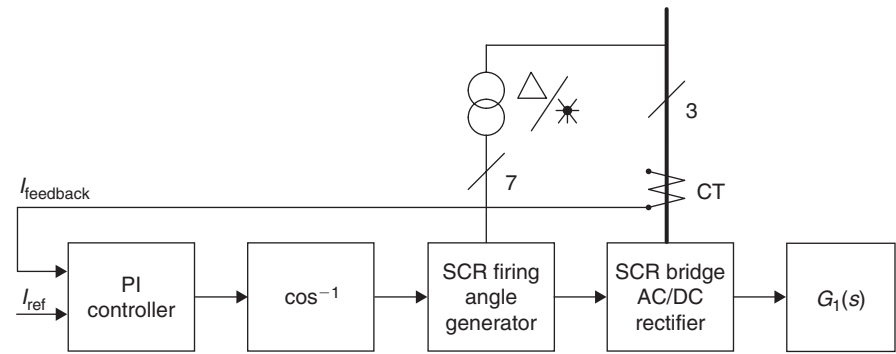 3
7
CT
I_feedback
I_ref
PI
controller
cos⁻¹
SCR firing
angle
generator
SCR bridge
AC/DC
rectifier
G₁(s)